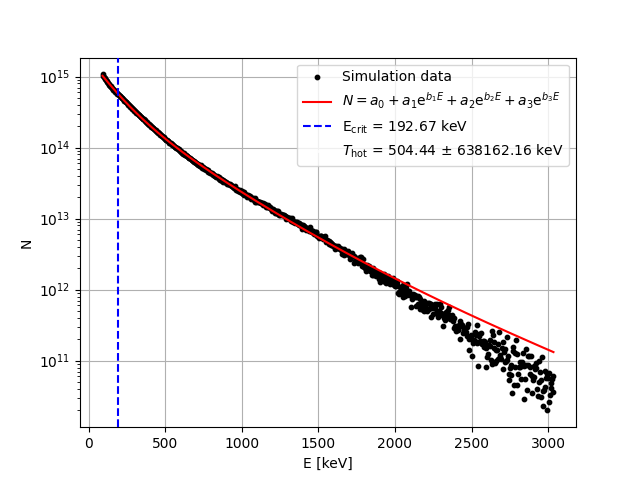 10¹⁵
10¹⁴
10¹³
10¹²
10¹¹
N
0 500 1000 1500 2000 2500 3000
E [keV]
Simulation data
N = a₀ + a₁e^{b₁E} + a₂e^{b₂E} + a₃e^{b₃E}
E_crit = 192.67 keV
T_hot = 504.44 ± 638162.16 keV